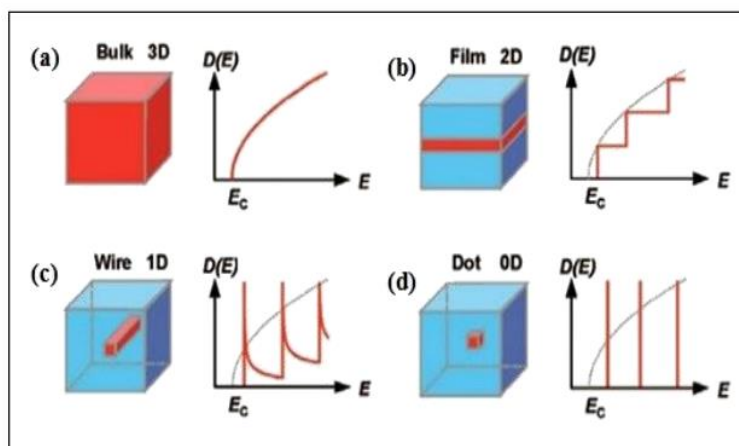 (a) Bulk 3D
D(E)
E
E_C
(b) Film 2D
D(E)
E
E_C
(c) Wire 1D
D(E)
E
E_C
(d) Dot 0D
D(E)
E
E_C